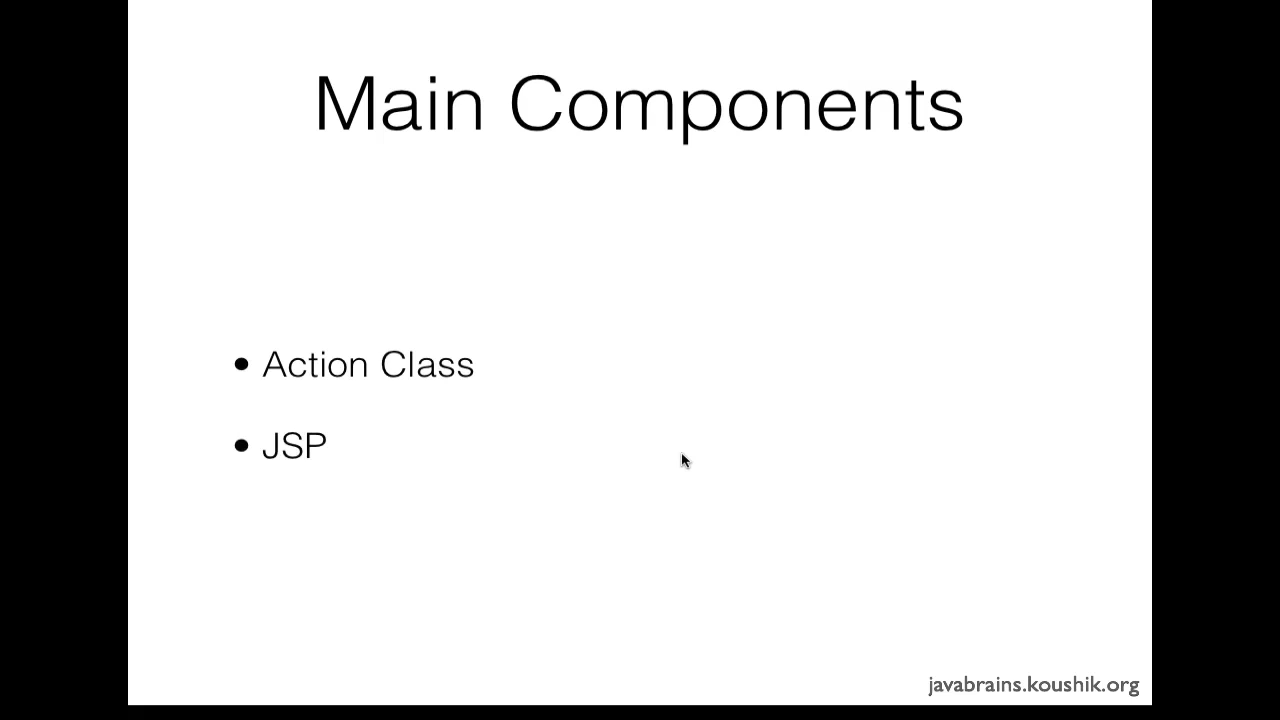 Main Components
• Action Class
• JSP
javabrains.koushik.org